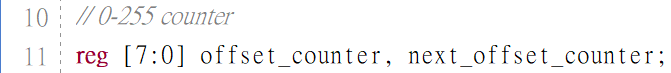 10 // 0-255 counter
11 reg [7:0] offset_counter, next_offset_counter;